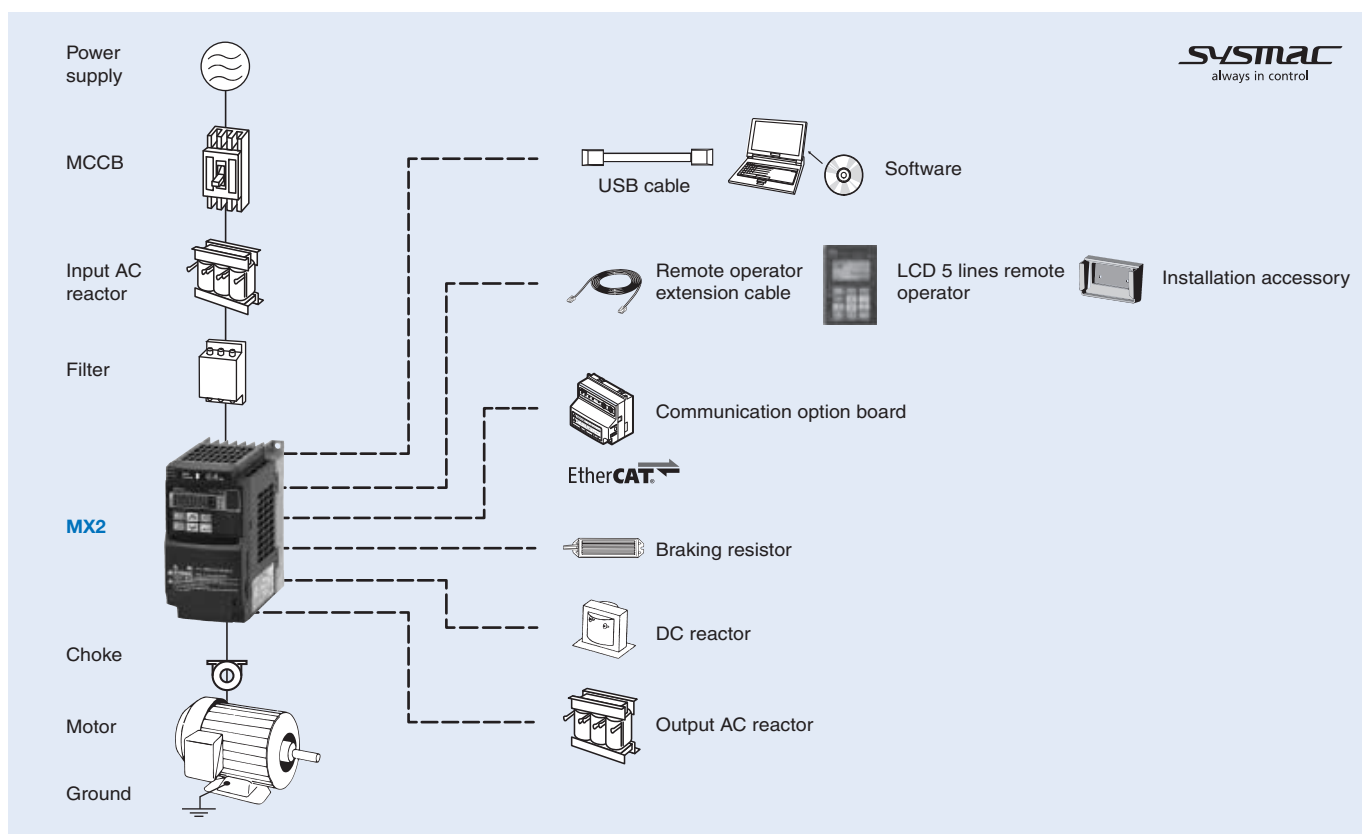 Power
supply
sysmac
always in control
MCCB
USB cable
Software
Input AC
reactor
Remote operator
extension cable
LCD 5 lines remote
operator
Installation accessory
Filter
Communication option board
EtherCAT®
MX2
Braking resistor
DC reactor
Choke
Motor
Output AC reactor
Ground